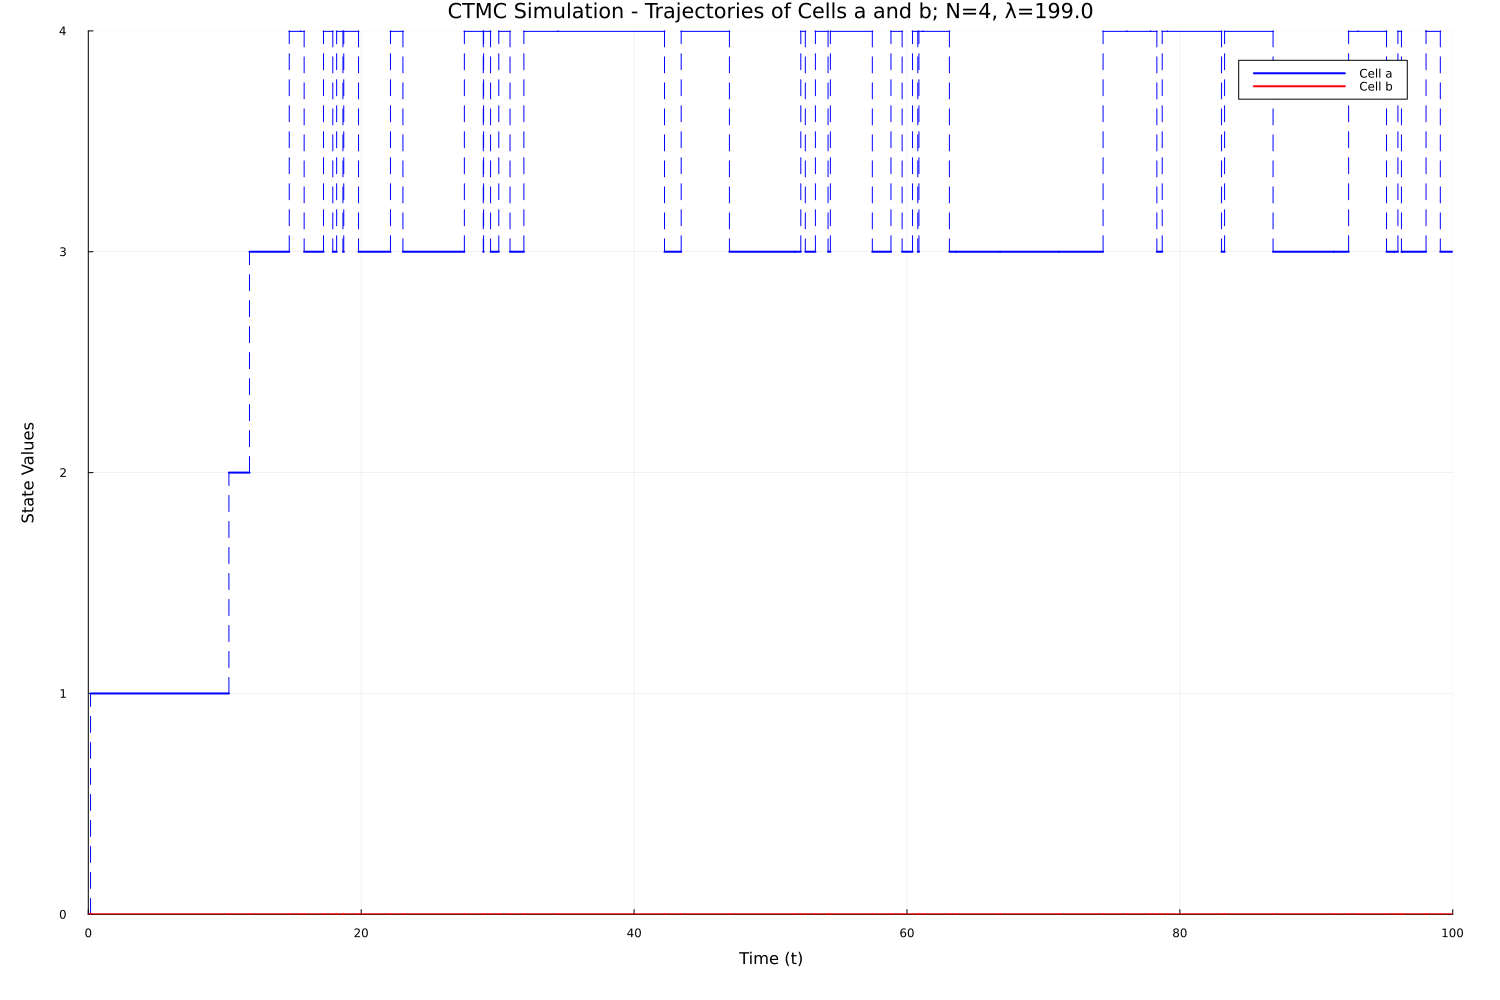 CTMC Simulation - Trajectories of Cells a and b; N=4, λ=199.0
4
Cell a
Cell b
3
State Values
2
1
0
0 20 40 60 80 100
Time (t)